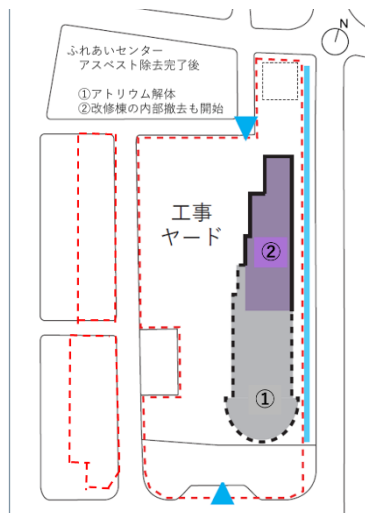 N
ふれあいセンター
アスベスト除去完了後
①アトリウム解体
②改修棟の内部撤去も開始
工事
ヤード
②
①